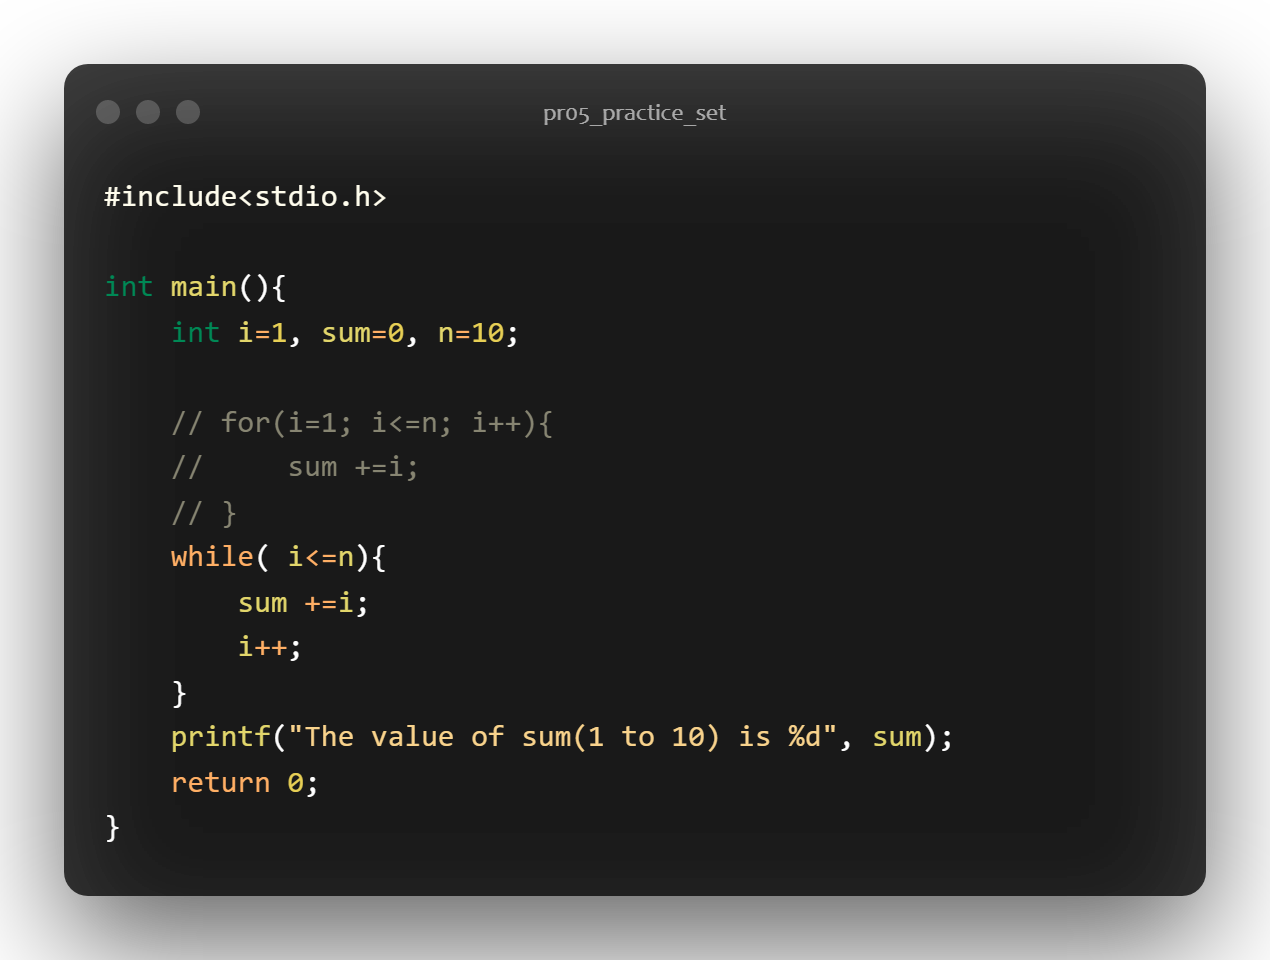 pr05_practice_set
#include<stdio.h>
int main(){
    int i=1, sum=0, n=10;
    // for(i=1; i<=n; i++){
    //     sum +=i;
    // }
    while( i<=n){
        sum +=i;
        i++;
    }
    printf("The value of sum(1 to 10) is %d", sum);
    return 0;
}